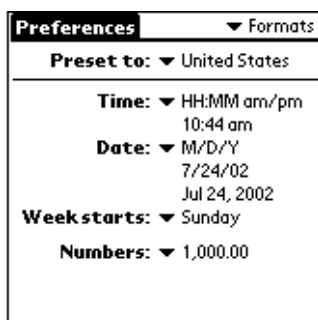 Preferences Formats
Preset to: United States
Time: HH:MM am/pm
10:44 am
Date: M/D/Y
7/24/02
Jul 24, 2002
Week starts: Sunday
Numbers: 1,000.00